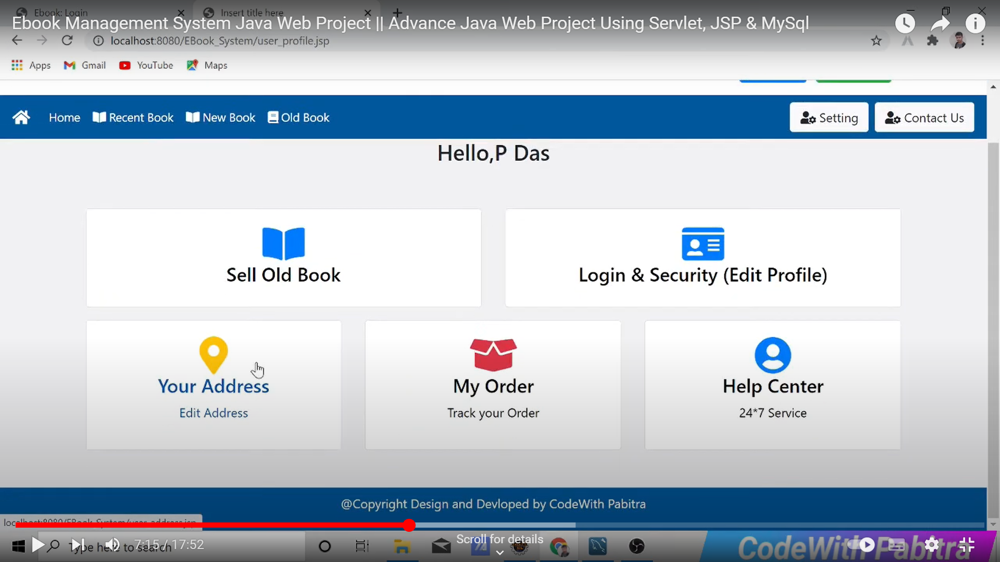 Ebook: Login
Insert title here
Ebook Management System Java Web Project || Advance Java Web Project Using Servlet, JSP & MySql
localhost:8080/EBook_System/user_profile.jsp
Apps Gmail YouTube Maps
Home Recent Book New Book Old Book Setting Contact Us
Hello,P Das
Sell Old Book
Login & Security (Edit Profile)
Your Address
Edit Address
My Order
Track your Order
Help Center
24*7 Service
@Copyright Design and Devloped by CodeWith Pabitra
localhost:8080/EBook_System/user_address.jsp
Type here to search
7:15 / 17:52
Scroll for details
CodeWith Pabitra